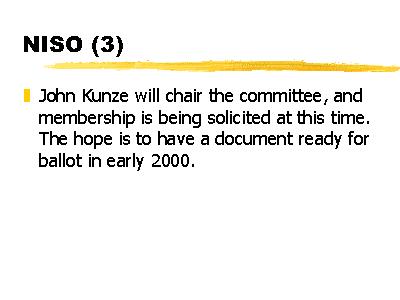 NISO (3)
John Kunze will chair the committee, and
membership is being solicited at this time.
The hope is to have a document ready for
ballot in early 2000.